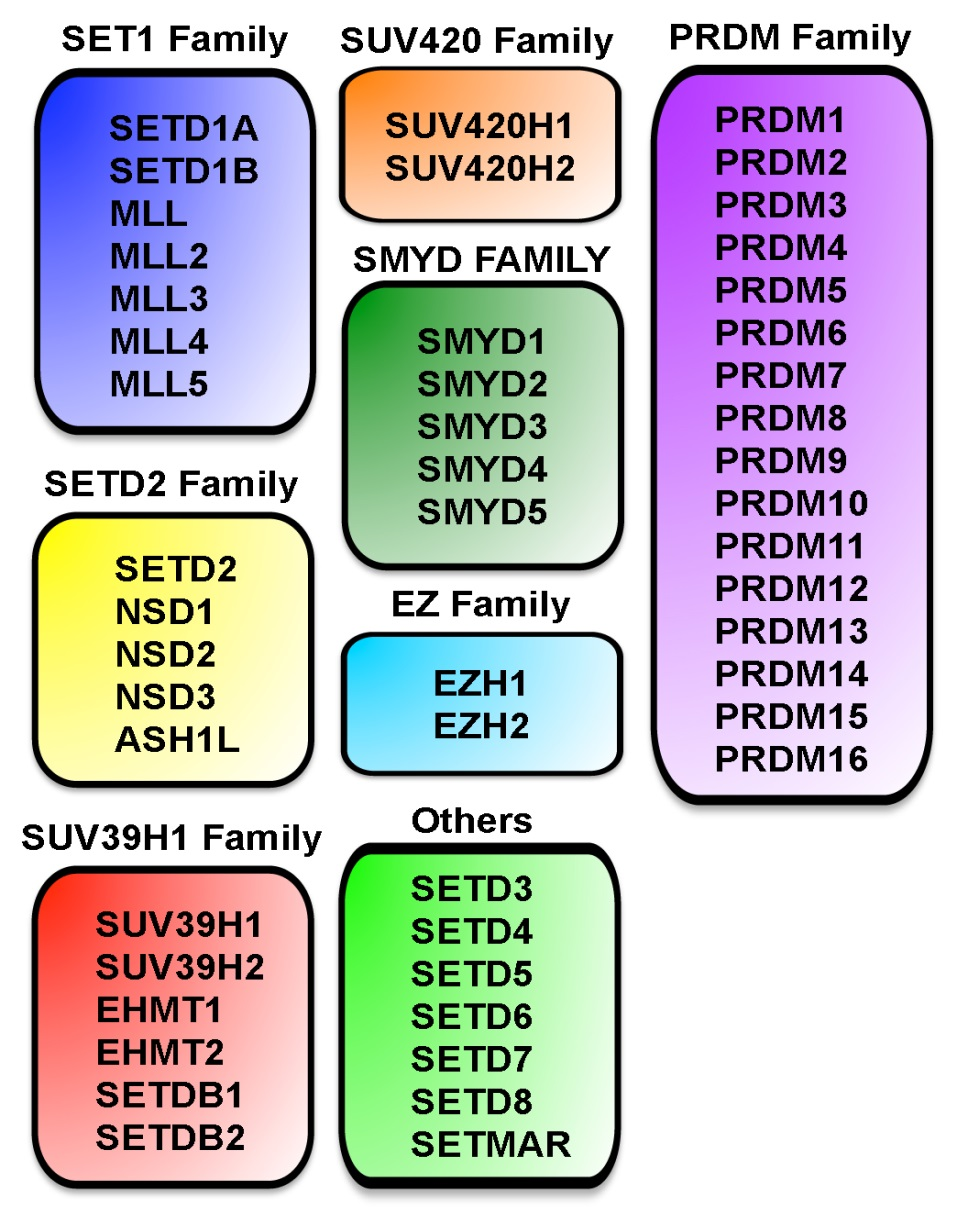 SET1 Family
SETD1A
SETD1B
MLL
MLL2
MLL3
MLL4
MLL5
SETD2 Family
SETD2
NSD1
NSD2
NSD3
ASH1L
SUV39H1 Family
SUV39H1
SUV39H2
EHMT1
EHMT2
SETDB1
SETDB2
SUV420 Family
SUV420H1
SUV420H2
SMYD FAMILY
SMYD1
SMYD2
SMYD3
SMYD4
SMYD5
EZ Family
EZH1
EZH2
Others
SETD3
SETD4
SETD5
SETD6
SETD7
SETD8
SETMAR
PRDM Family
PRDM1
PRDM2
PRDM3
PRDM4
PRDM5
PRDM6
PRDM7
PRDM8
PRDM9
PRDM10
PRDM11
PRDM12
PRDM13
PRDM14
PRDM15
PRDM16